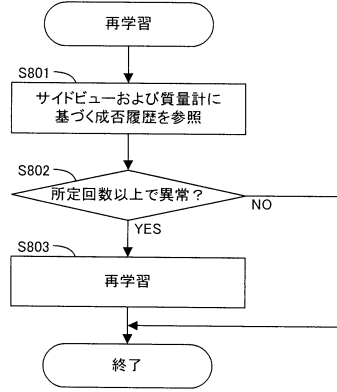 再学習
S801
サイドビューおよび質量計に
基づく成否履歴を参照
S802
所定回数以上で異常？
NO
YES
S803
再学習
終了